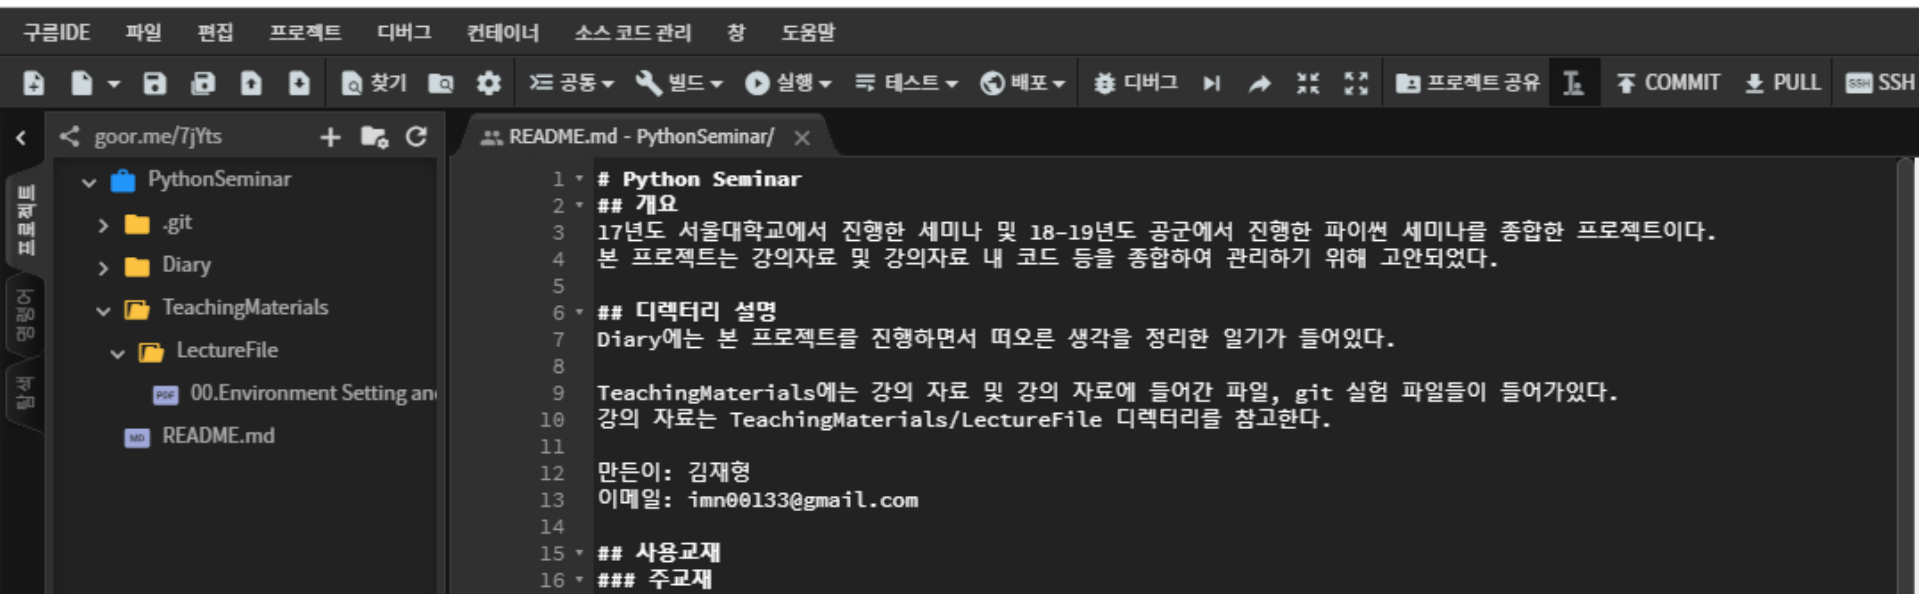 구름IDE 파일 편집 프로젝트 디버그 컨테이너 소스 코드 관리 창 도움말
찾기 공동 빌드 실행 테스트 배포 디버그 프로젝트 공유 COMMIT PULL SSH SSH
goor.me/7jYts
README.md - PythonSeminar/
프로젝트
PythonSeminar
.git
Diary
TeachingMaterials
LectureFile
PDF 00.Environment Setting an
MD README.md
탐색
1 # Python Seminar
2 ## 개요
3 17년도 서울대학교에서 진행한 세미나 및 18-19년도 공군에서 진행한 파이썬 세미나를 종합한 프로젝트이다.
4 본 프로젝트는 강의자료 및 강의자료 내 코드 등을 종합하여 관리하기 위해 고안되었다.
5
6 ## 디렉터리 설명
7 Diary에는 본 프로젝트를 진행하면서 떠오른 생각을 정리한 일기가 들어있다.
8
9 TeachingMaterials에는 강의 자료 및 강의 자료에 들어간 파일, git 실험 파일들이 들어가있다.
10 강의 자료는 TeachingMaterials/LectureFile 디렉터리를 참고한다.
11
12 만든이: 김재형
13 이메일: imn00133@gmail.com
14
15 ## 사용교재
16 ### 주교재